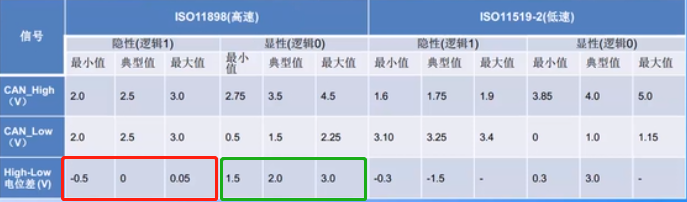 信号 ISO11898(高速) ISO11519-2(低速)
隐性(逻辑1) 显性(逻辑0) 隐性(逻辑1) 显性(逻辑0)
最小值 典型值 最大值 最小值 典型值 最大值 最小值 典型值 最大值 最小值 典型值 最大值
CAN_High（V） 2.0 2.5 3.0 2.75 3.5 4.5 1.6 1.75 1.9 3.85 4.0 5.0
CAN_Low（V） 2.0 2.5 3.0 0.5 1.5 2.25 3.10 3.25 3.4 0 1.0 1.15
High-Low电位差(V) -0.5 0 0.05 1.5 2.0 3.0 -0.3 -1.5 - 0.3 3.0 -